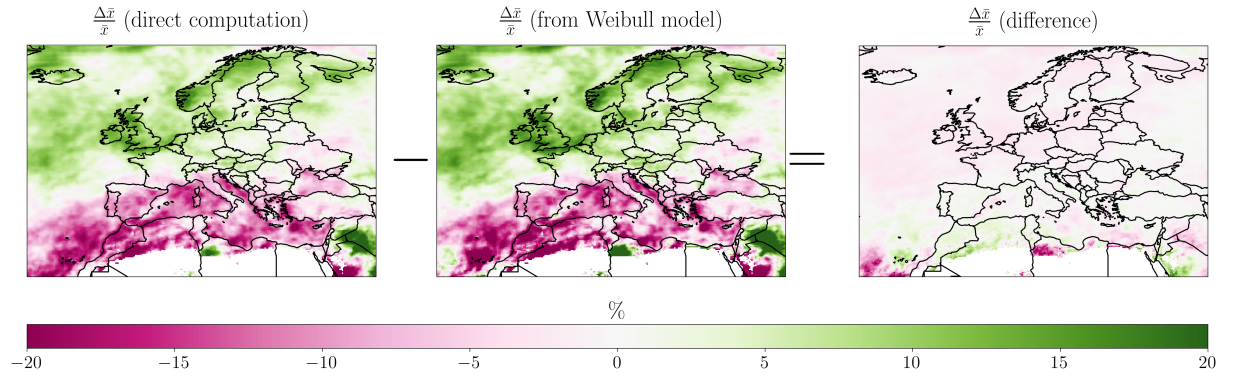 Δx̄/x̄ (direct computation)
Δx̄/x̄ (from Weibull model)
Δx̄/x̄ (difference)
− =
%
−20 −15 −10 −5 0 5 10 15 20